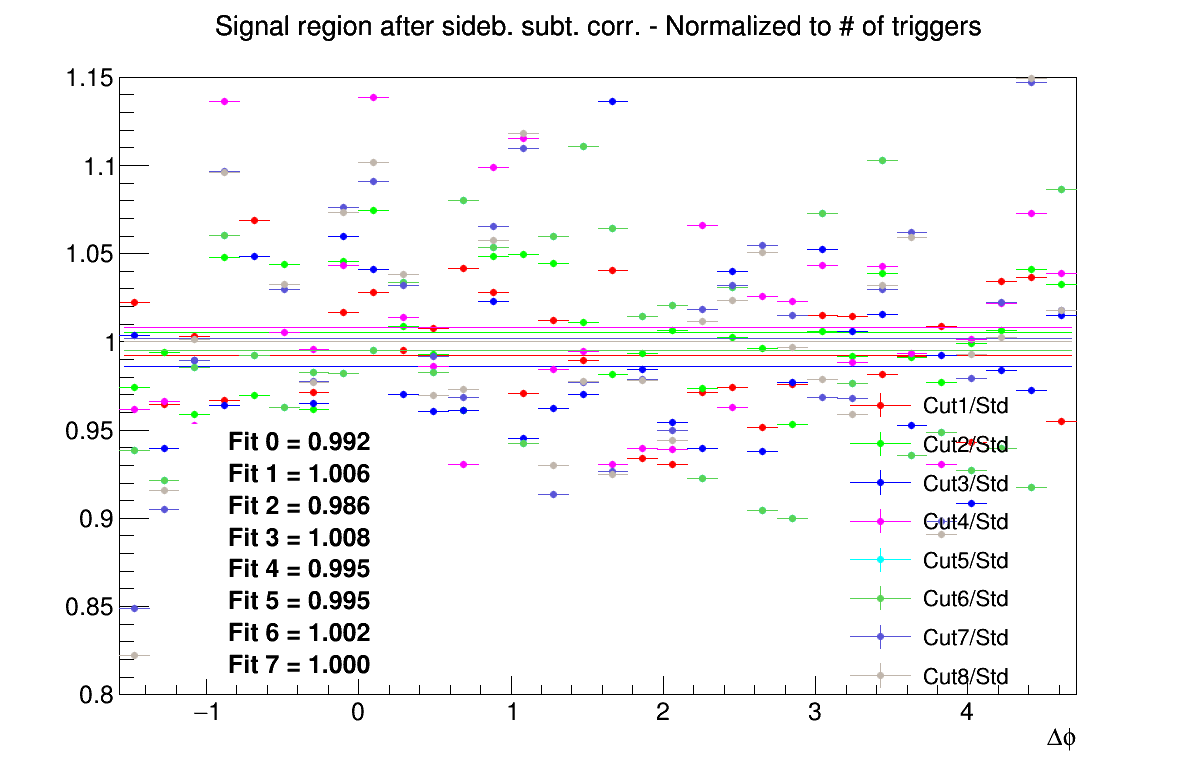 Signal region after sideb. subt. corr. - Normalized to # of triggers
1.15
1.1
1.05
1
0.95
0.9
0.85
0.8
Fit 0 = 0.992
Fit 1 = 1.006
Fit 2 = 0.986
Fit 3 = 1.008
Fit 4 = 0.995
Fit 5 = 0.995
Fit 6 = 1.002
Fit 7 = 1.000
Cut1/Std
Cut2/Std
Cut3/Std
Cut4/Std
Cut5/Std
Cut6/Std
Cut7/Std
Cut8/Std
−1 0 1 2 3 4
Δϕ